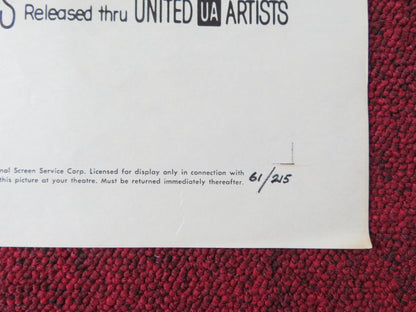 S Released thru UNITED UA ARTISTS
nal Screen Service Corp. Licensed for display only in connection with
this picture at your theatre. Must be returned immediately thereafter. 61/215